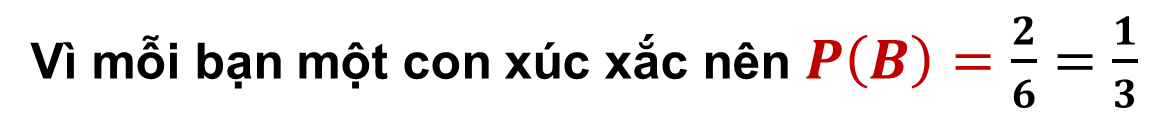 Vì mỗi bạn một con xúc xắc nên P(B) = 2/6 = 1/3